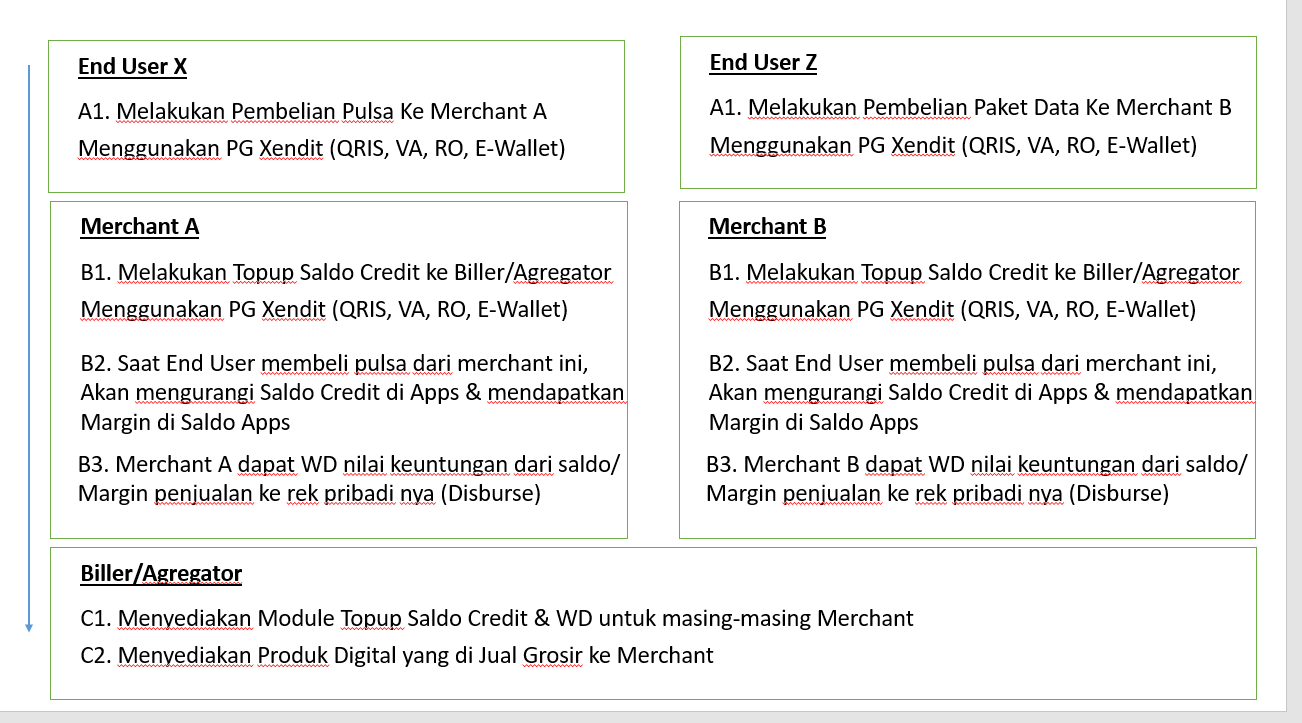 End User X
A1. Melakukan Pembelian Pulsa Ke Merchant A
Menggunakan PG Xendit (QRIS, VA, RO, E-Wallet)
End User Z
A1. Melakukan Pembelian Paket Data Ke Merchant B
Menggunakan PG Xendit (QRIS, VA, RO, E-Wallet)
Merchant A
B1. Melakukan Topup Saldo Credit ke Biller/Agregator
Menggunakan PG Xendit (QRIS, VA, RO, E-Wallet)
B2. Saat End User membeli pulsa dari merchant ini,
Akan mengurangi Saldo Credit di Apps & mendapatkan
Margin di Saldo Apps
B3. Merchant A dapat WD nilai keuntungan dari saldo/
Margin penjualan ke rek pribadi nya (Disburse)
Merchant B
B1. Melakukan Topup Saldo Credit ke Biller/Agregator
Menggunakan PG Xendit (QRIS, VA, RO, E-Wallet)
B2. Saat End User membeli pulsa dari merchant ini,
Akan mengurangi Saldo Credit di Apps & mendapatkan
Margin di Saldo Apps
B3. Merchant B dapat WD nilai keuntungan dari saldo/
Margin penjualan ke rek pribadi nya (Disburse)
Biller/Agregator
C1. Menyediakan Module Topup Saldo Credit & WD untuk masing-masing Merchant
C2. Menyediakan Produk Digital yang di Jual Grosir ke Merchant